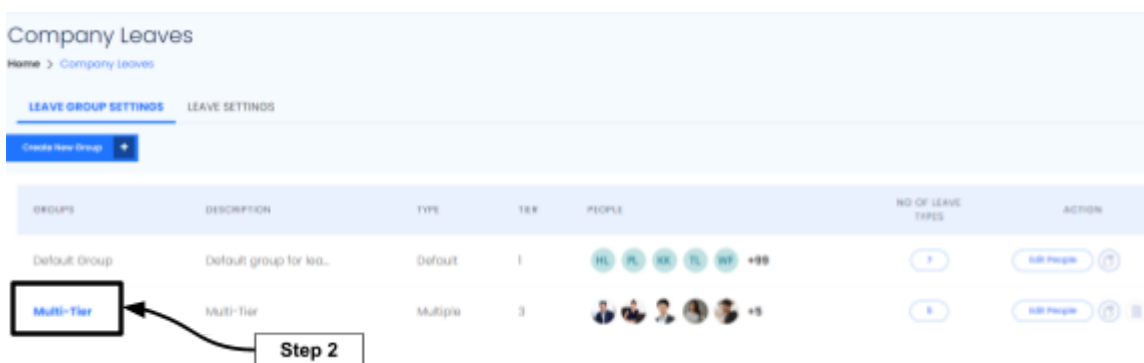 Company Leaves
Home > Company Leaves
LEAVE GROUP SETTINGS LEAVE SETTINGS
Create New Group +
GROUPS DESCRIPTION TYPE TIER PEOPLE NO OF LEAVE TYPES ACTION
Default Group Default group for lea... Default 1 HL PL KK TL WF +99 7 Edit People
Multi-Tier Multi-Tier Multiple 3 +5 5 Edit People
Step 2